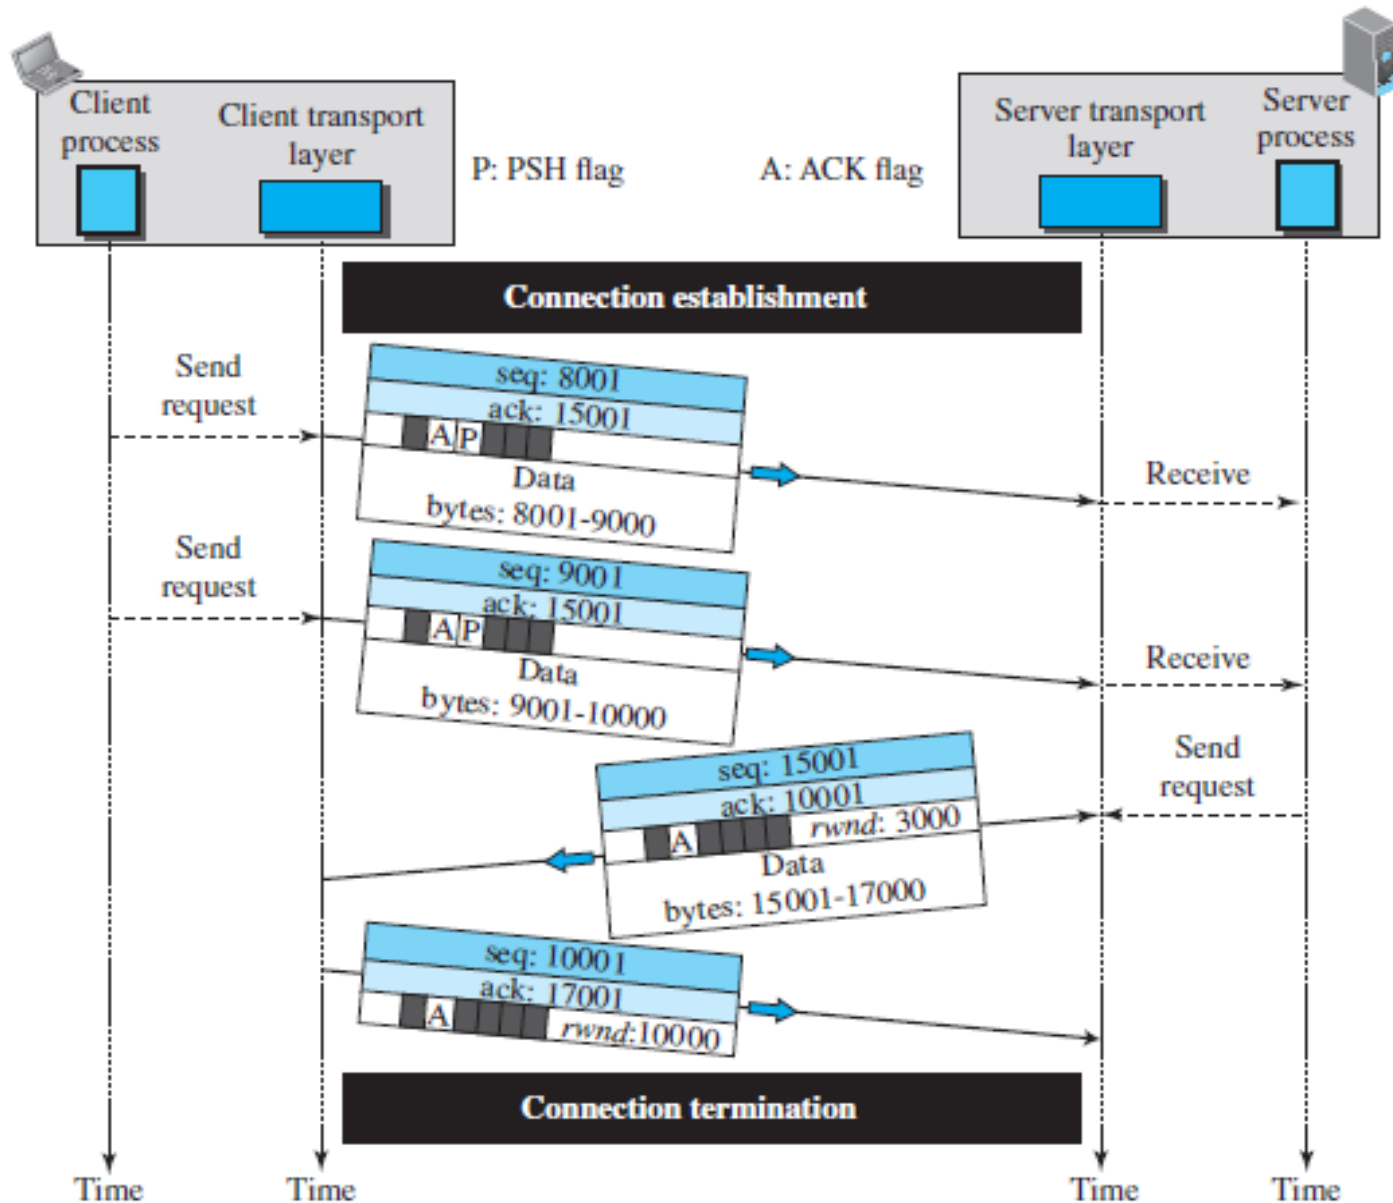 Client
process
Client transport
layer
P: PSH flag
A: ACK flag
Server transport
layer
Server
process
Connection establishment
Send
request
seq: 8001
ack: 15001
A P
Data
bytes: 8001-9000
Receive
Send
request
seq: 9001
ack: 15001
A P
Data
bytes: 9001-10000
Receive
Send
request
seq: 15001
ack: 10001
A rwnd: 3000
Data
bytes: 15001-17000
seq: 10001
ack: 17001
A rwnd:10000
Connection termination
Time
Time
Time
Time